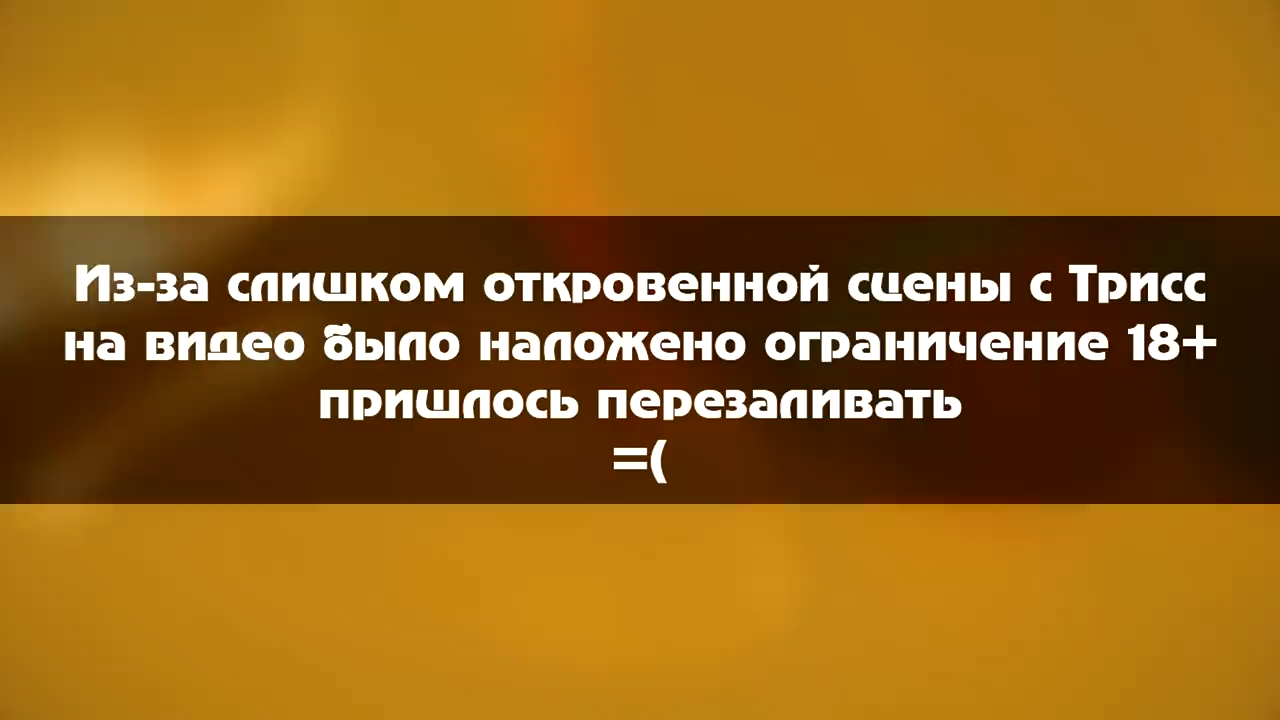 Из-за слишком откровенной сцены с Трисс
на видео было наложено ограничение 18+
пришлось перезаливать
=(